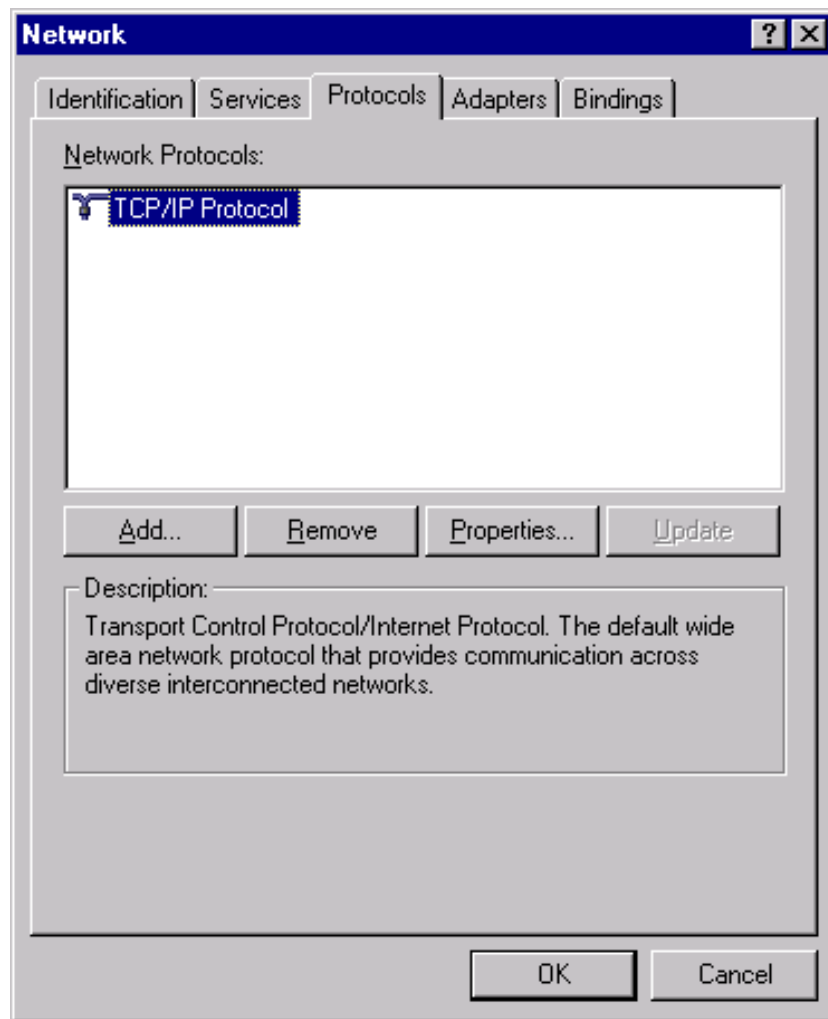 Network
Identification Services Protocols Adapters Bindings
Network Protocols:
TCP/IP Protocol
Add... Remove Properties... Update
Description:
Transport Control Protocol/Internet Protocol. The default wide
area network protocol that provides communication across
diverse interconnected networks.
OK Cancel